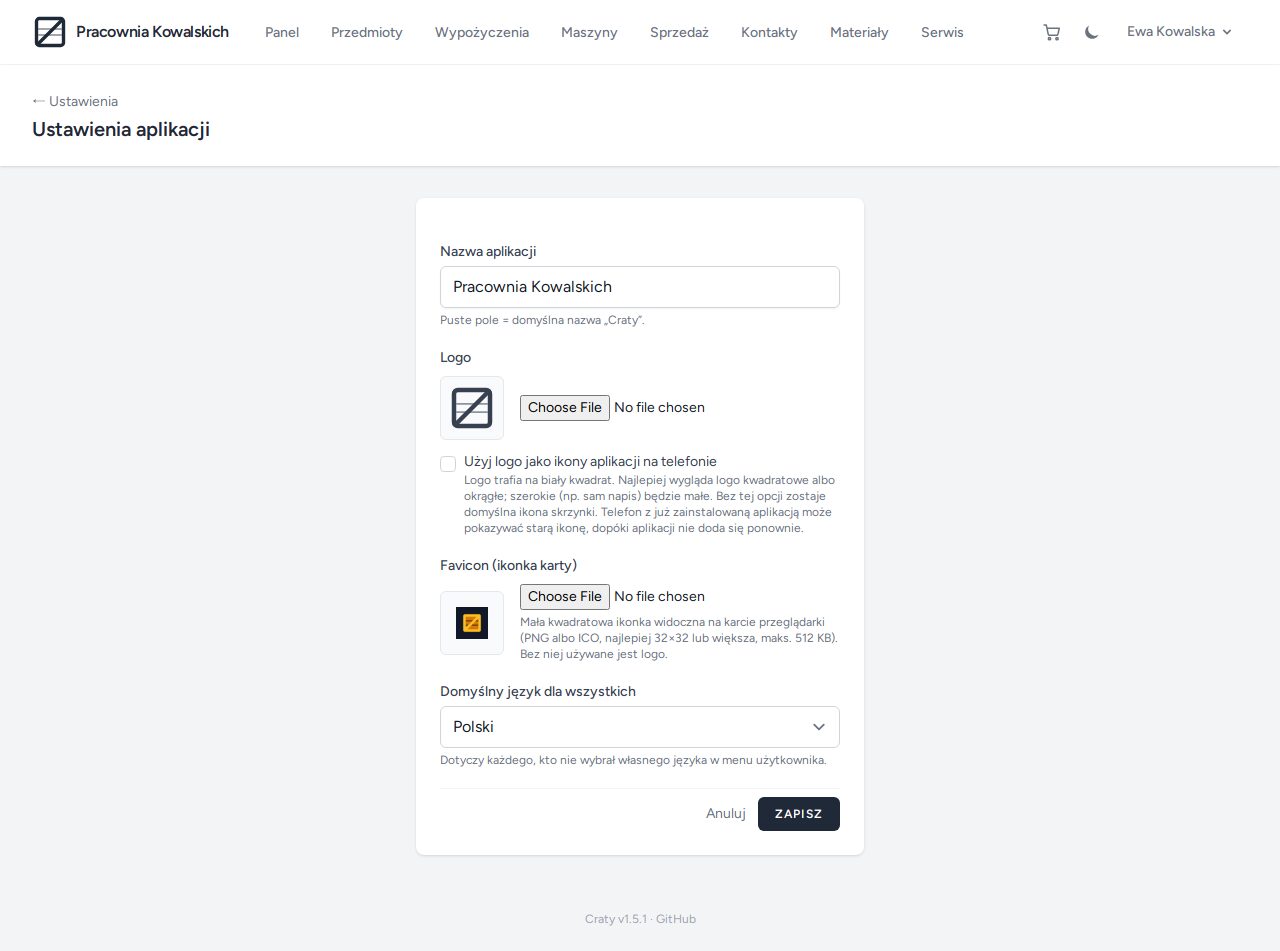 Pracownia Kowalskich
Panel
Przedmioty
Wypożyczenia
Maszyny
Sprzedaż
Kontakty
Materiały
Serwis
Ewa Kowalska
← Ustawienia
Ustawienia aplikacji
Nazwa aplikacji
Pracownia Kowalskich
Puste pole = domyślna nazwa „Craty”.
Logo
Choose File No file chosen
Użyj logo jako ikony aplikacji na telefonie
Logo trafia na biały kwadrat. Najlepiej wygląda logo kwadratowe albo
okrągłe; szerokie (np. sam napis) będzie małe. Bez tej opcji zostaje
domyślna ikona skrzynki. Telefon z już zainstalowaną aplikacją może
pokazywać starą ikonę, dopóki aplikacji nie doda się ponownie.
Favicon (ikonka karty)
Choose File No file chosen
Mała kwadratowa ikonka widoczna na karcie przeglądarki
(PNG albo ICO, najlepiej 32×32 lub większa, maks. 512 KB).
Bez niej używane jest logo.
Domyślny język dla wszystkich
Polski
Dotyczy każdego, kto nie wybrał własnego języka w menu użytkownika.
Anuluj
ZAPISZ
Craty v1.5.1 · GitHub